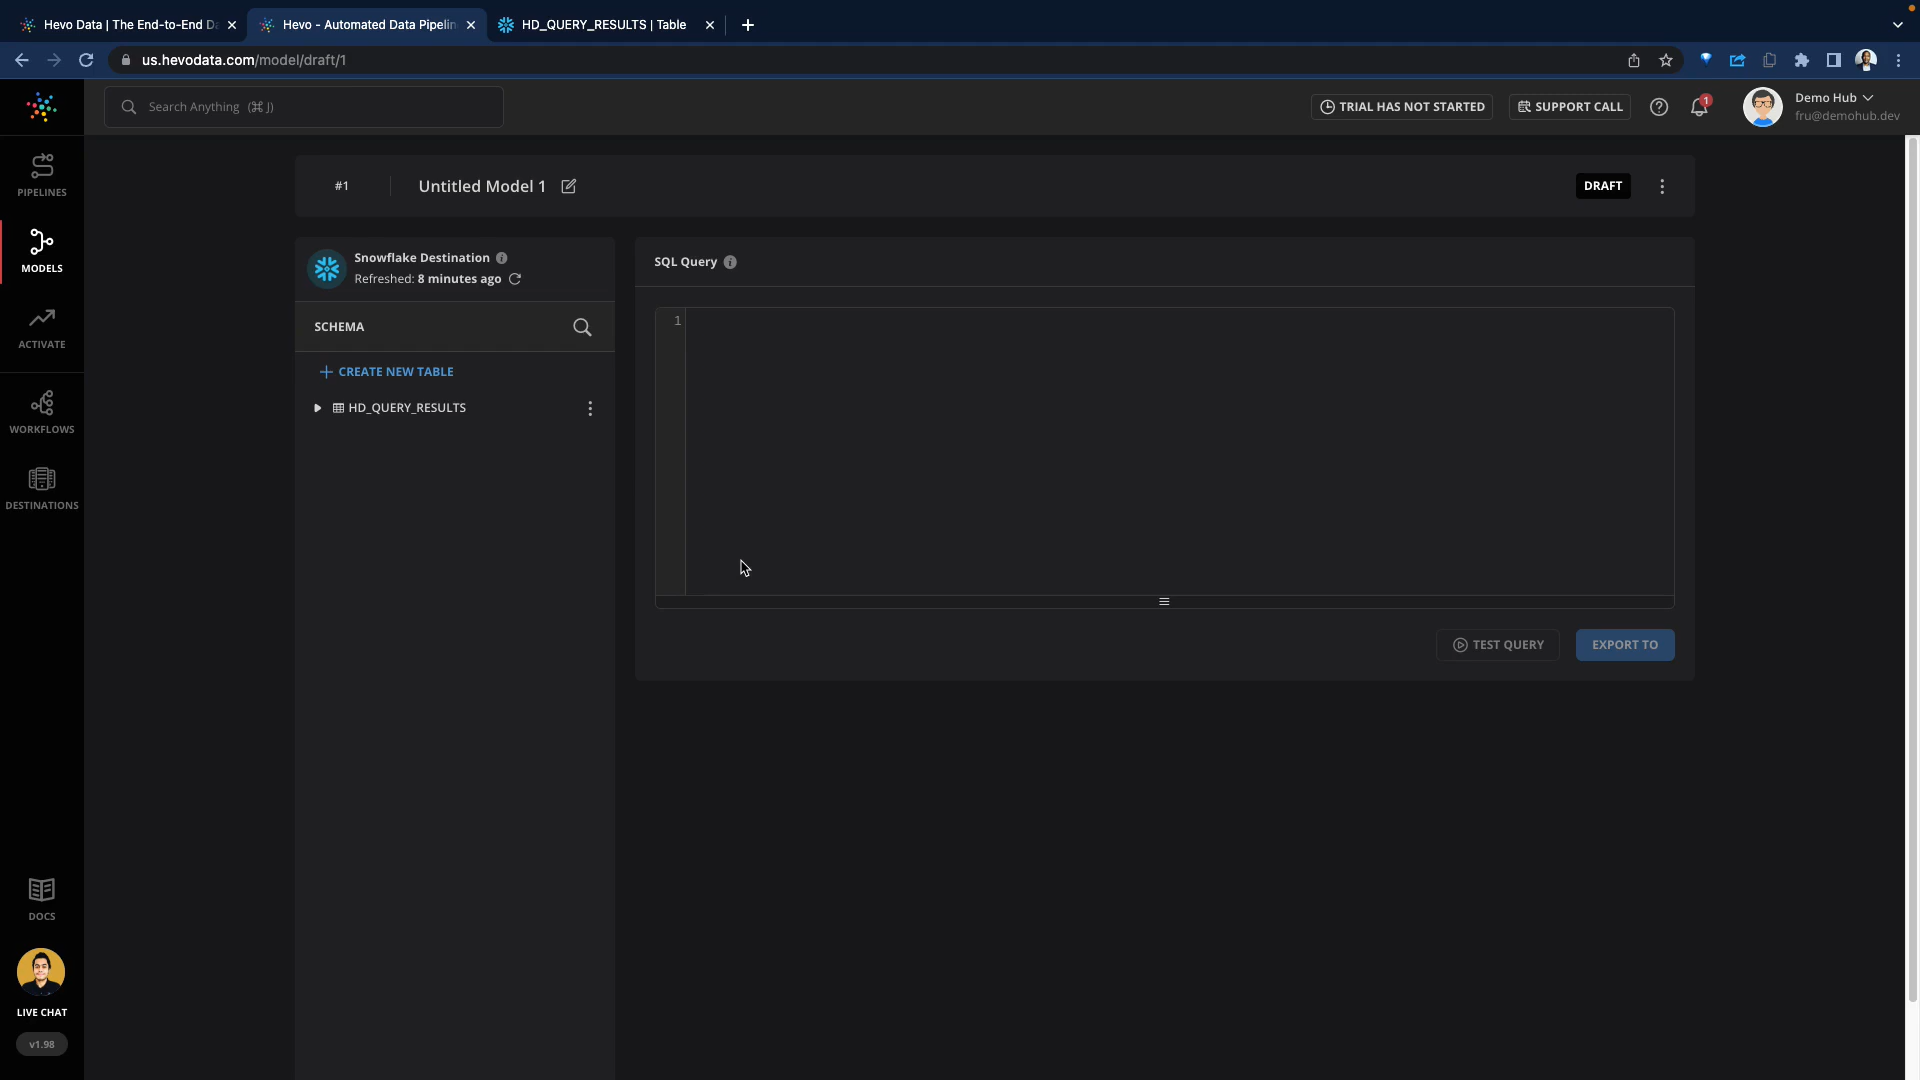 Hevo Data | The End-to-End Da
Hevo - Automated Data Pipelin
HD_QUERY_RESULTS | Table
us.hevodata.com/model/draft/1
Search Anything (⌘ J)
TRIAL HAS NOT STARTED
SUPPORT CALL
1
Demo Hub
fru@demohub.dev
PIPELINES
MODELS
ACTIVATE
WORKFLOWS
DESTINATIONS
DOCS
LIVE CHAT
v1.98
#1
Untitled Model 1
DRAFT
Snowflake Destination
Refreshed: 8 minutes ago
SCHEMA
CREATE NEW TABLE
HD_QUERY_RESULTS
SQL Query
1
TEST QUERY
EXPORT TO